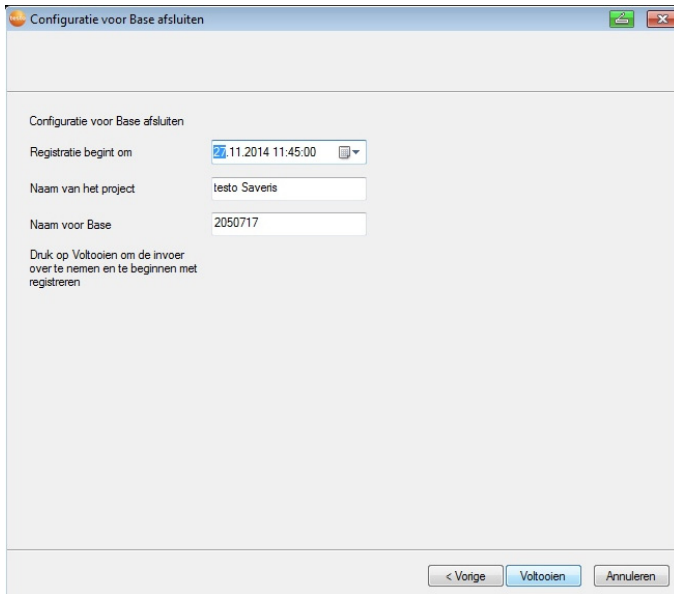 Configuratie voor Base afsluiten
Configuratie voor Base afsluiten
Registratie begint om
27.11.2014 11:45:00
Naam van het project
testo Saveris
Naam voor Base
2050717
Druk op Voltooien om de invoer
over te nemen en te beginnen met
registreren
< Vorige
Voltooien
Annuleren